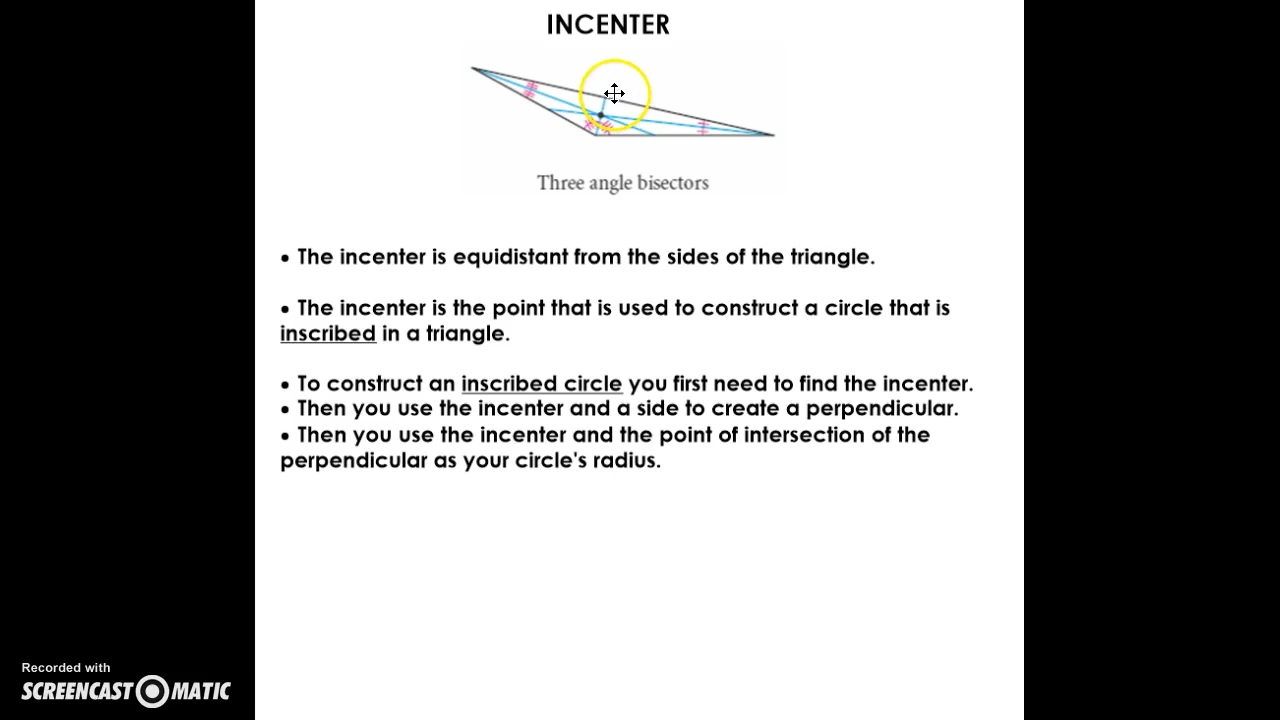 INCENTER
Three angle bisectors
• The incenter is equidistant from the sides of the triangle.
• The incenter is the point that is used to construct a circle that is
inscribed in a triangle.
• To construct an inscribed circle you first need to find the incenter.
• Then you use the incenter and a side to create a perpendicular.
• Then you use the incenter and the point of intersection of the
perpendicular as your circle's radius.
Recorded with
SCREENCAST MATIC